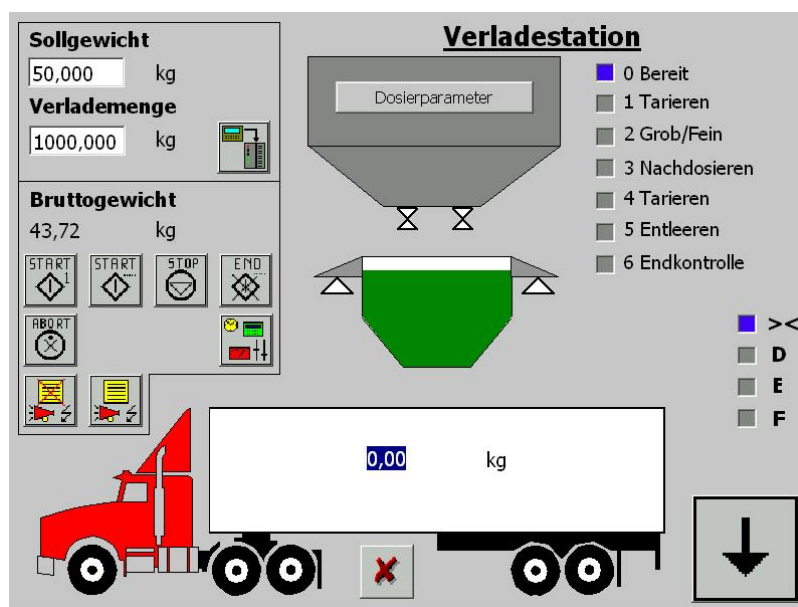 Sollgewicht
50,000 kg
Verlademenge
1000,000 kg
Bruttogewicht
43,72 kg
START START STOP END
1
ABORT
Verladestation
Dosierparameter
0 Bereit
1 Tarieren
2 Grob/Fein
3 Nachdosieren
4 Tarieren
5 Entleeren
6 Endkontrolle
><
D
E
F
0,00 kg